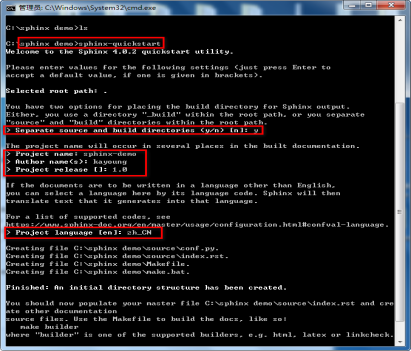 管理员: C:\Windows\System32\cmd.exe
C:\sphinx demo>ls
C:\sphinx demo>sphinx-quickstart
Welcome to the Sphinx 4.0.2 quickstart utility.
Please enter values for the following settings (just press Enter to
accept a default value, if one is given in brackets).
Selected root path: .
You have two options for placing the build directory for Sphinx output.
Either, you use a directory "_build" within the root path, or you separate
"source" and "build" directories within the root path.
> Separate source and build directories (y/n) [n]: y
The project name will occur in several places in the built documentation.
> Project name: sphinx-demo
> Author name(s): kayoung
> Project release []: 1.0
If the documents are to be written in a language other than English,
you can select a language here by its language code. Sphinx will then
translate text that it generates into that language.
For a list of supported codes, see
https://www.sphinx-doc.org/en/master/usage/configuration.html#confval-language.
> Project language [en]: zh_CN
Creating file C:\sphinx demo\source\conf.py.
Creating file C:\sphinx demo\source\index.rst.
Creating file C:\sphinx demo\Makefile.
Creating file C:\sphinx demo\make.bat.
Finished: An initial directory structure has been created.
You should now populate your master file C:\sphinx demo\source\index.rst and cre
ate other documentation
source files. Use the Makefile to build the docs, like so:
make builder
where "builder" is one of the supported builders, e.g. html, latex or linkcheck.